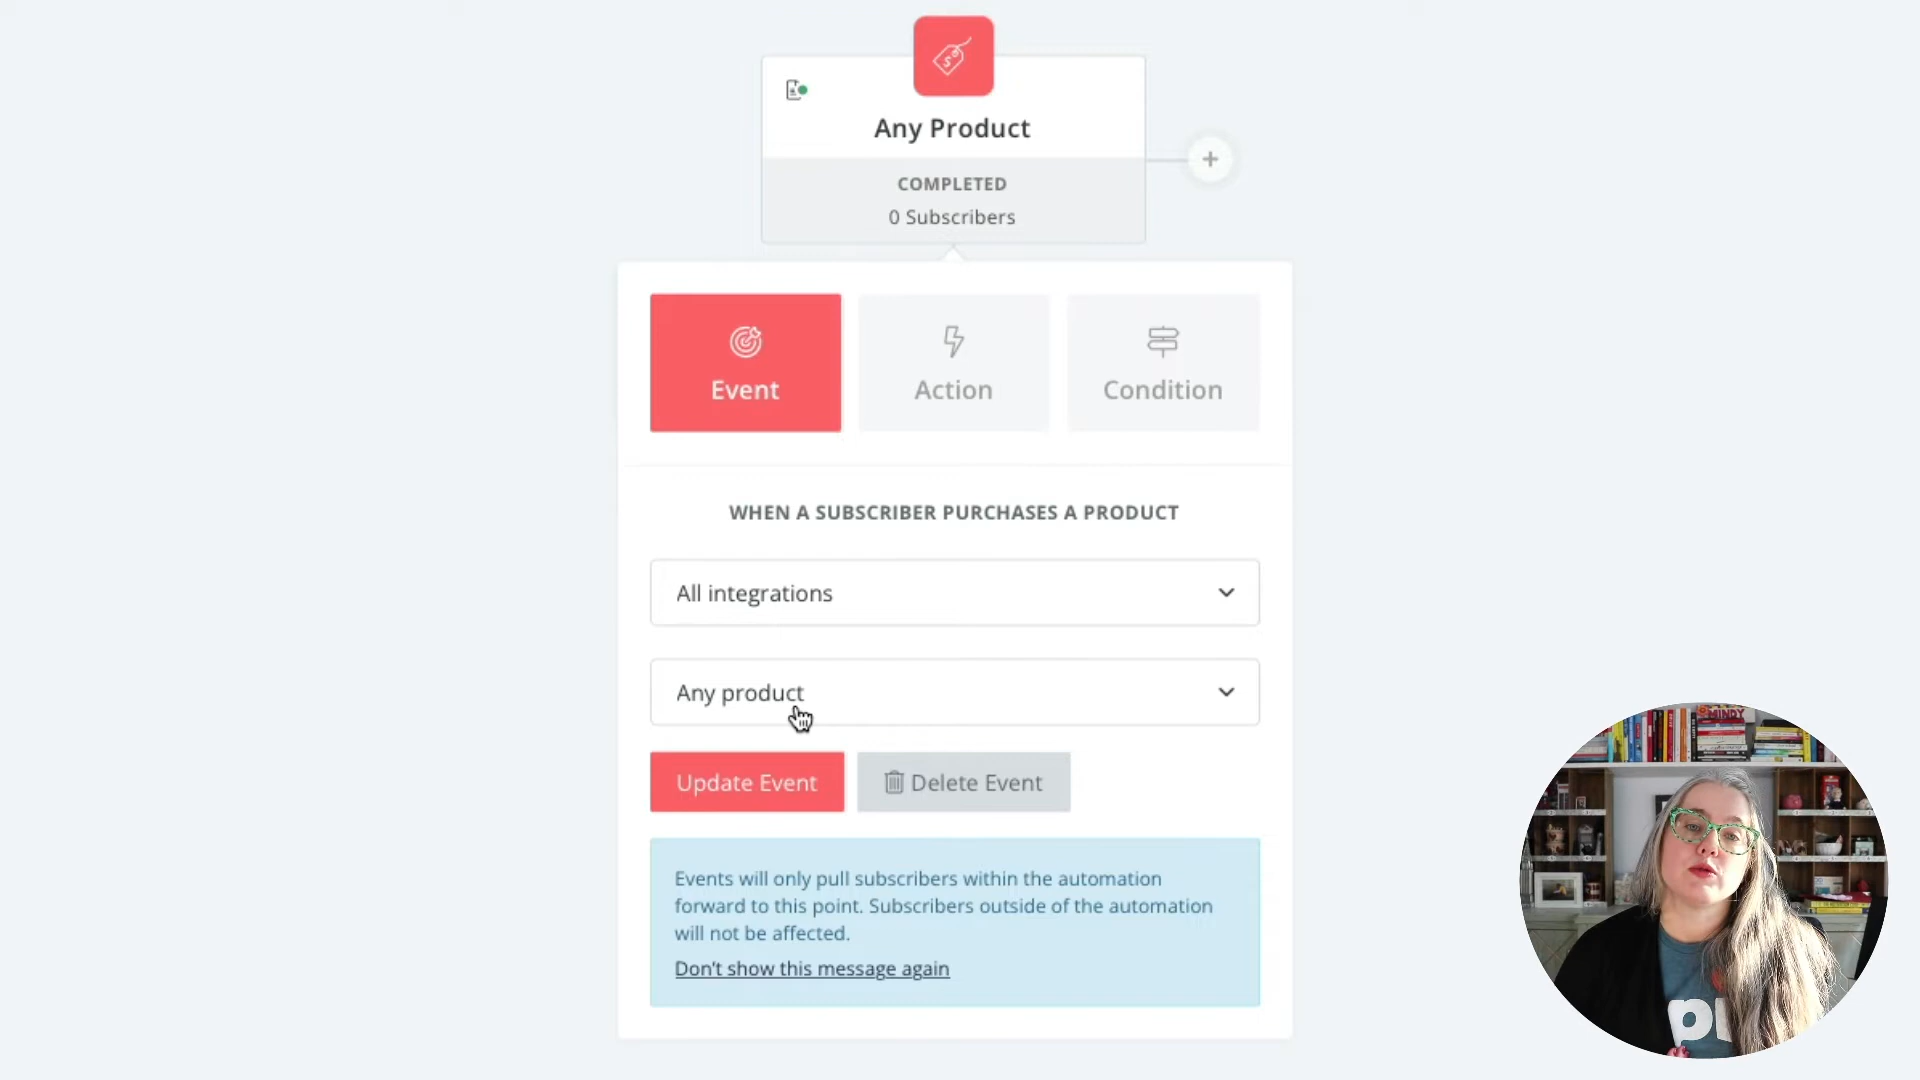 Any Product
COMPLETED
0 Subscribers
Event
Action
Condition
WHEN A SUBSCRIBER PURCHASES A PRODUCT
All integrations
Any product
Update Event
Delete Event
Events will only pull subscribers within the automation
forward to this point. Subscribers outside of the automation
will not be affected.
Don't show this message again
MINDY